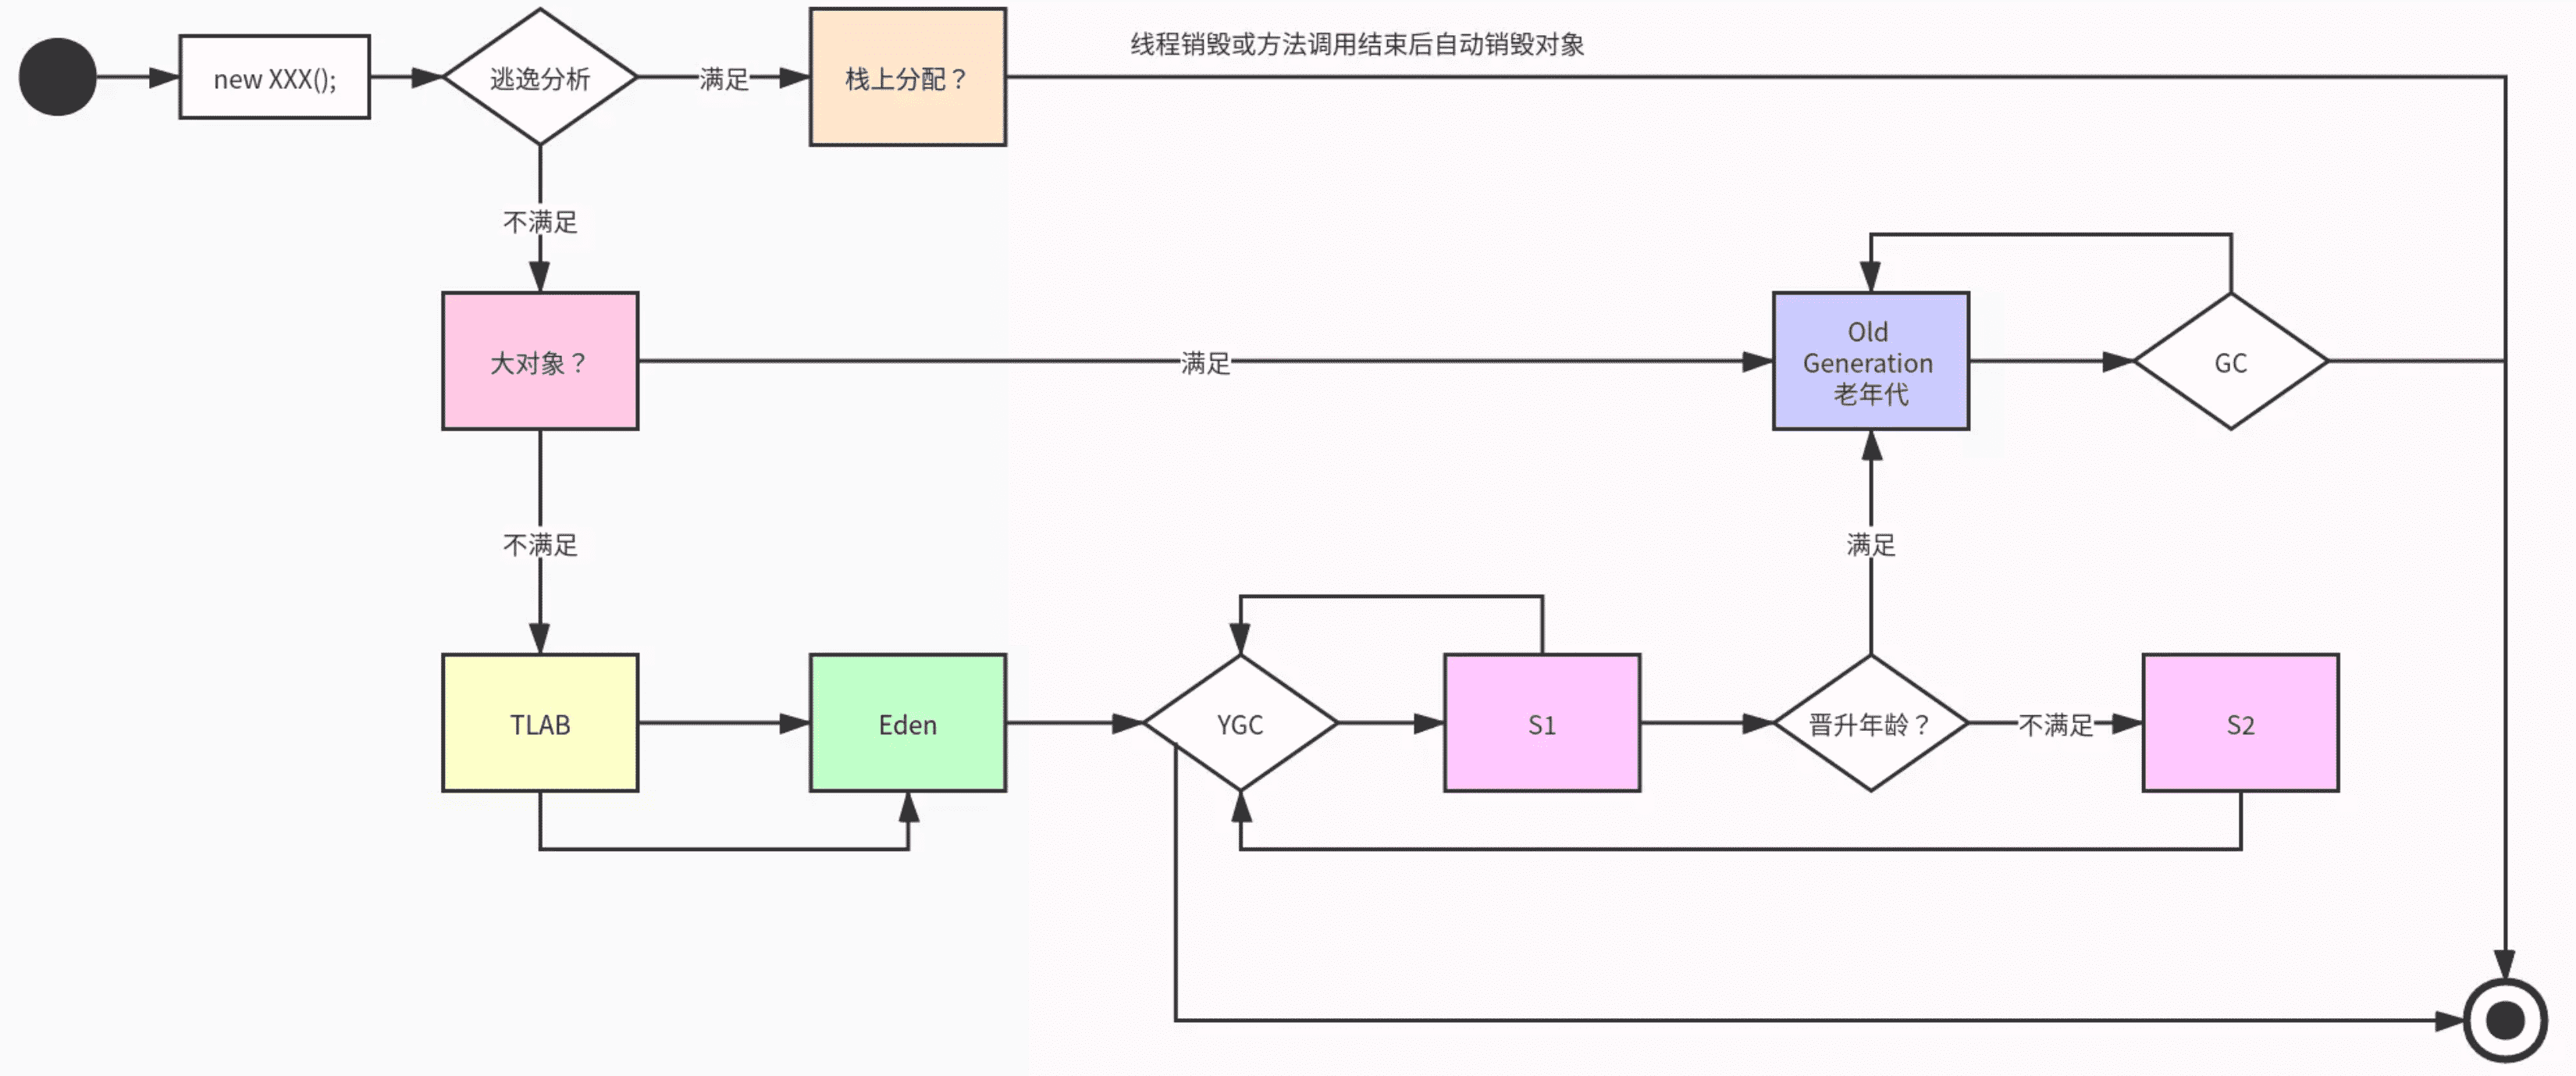 线程销毁或方法调用结束后自动销毁对象
new XXX();
逃逸分析
满足
栈上分配？
不满足
大对象？
满足
Old
Generation
老年代
GC
不满足
满足
TLAB
Eden
YGC
S1
晋升年龄？
不满足
S2